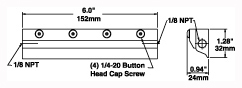 6.0"
152mm
1/8 NPT
1/8 NPT
(4) 1/4-20 Button
Head Cap Screw
1.28"
32mm
0.94"
24mm